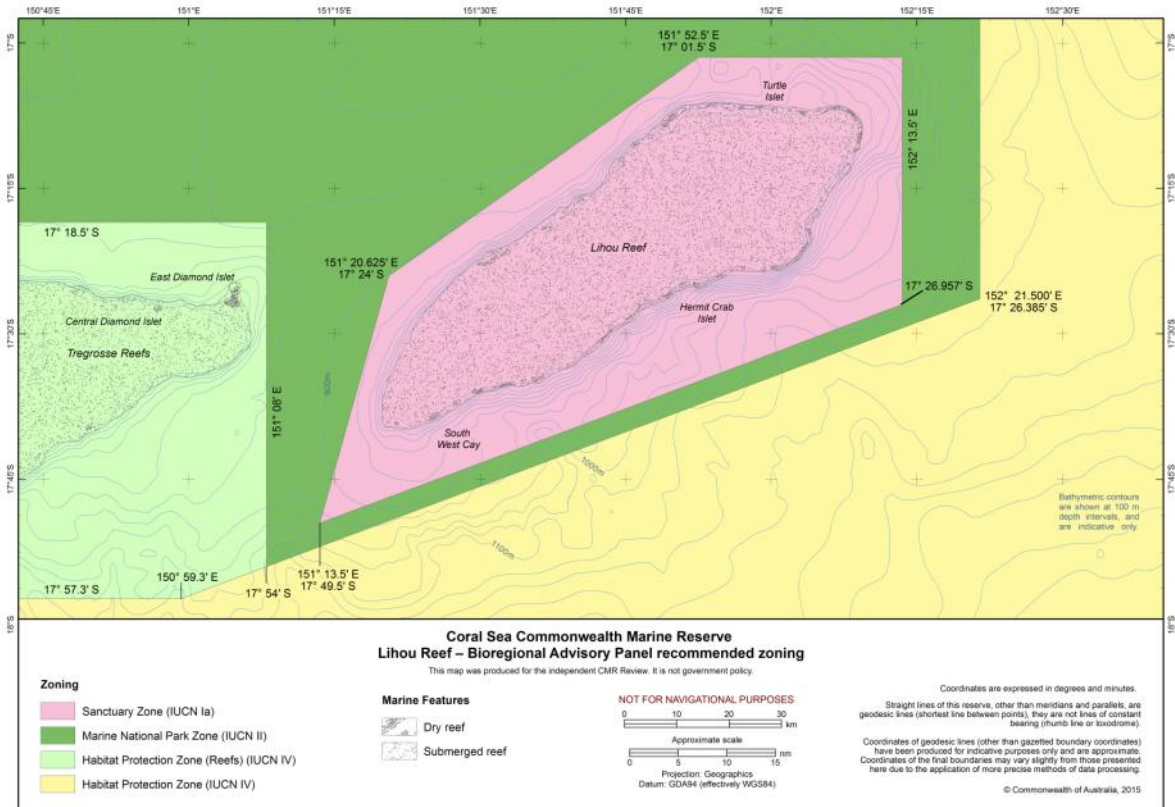 150°45'E
151°E
151°15'E
151°30'E
151°45'E
152°E
152°15'E
152°30'E
17°S
17°S
151° 52.5' E
17° 01.5' S
Turtle
Islet
152° 13.5' E
17°15'S
17°15'S
17° 18.5' S
Lihou Reef
151° 20.625' E
17° 24' S
East Diamond Islet
17° 26.957' S
152° 21.500' E
17° 26.385' S
Hermit Crab
Islet
Central Diamond Islet
17°30'S
17°30'S
Tregrosse Reefs
600m
151° 08' E
South
West Cay
1000m
17°45'S
17°45'S
Bathymetric contours
are shown at 100 m
depth intervals, and
are indicative only.
1100m
151° 13.5' E
17° 49.5' S
150° 59.3' E
17° 57.3' S
17° 54' S
18°S
18°S
Coral Sea Commonwealth Marine Reserve
Lihou Reef – Bioregional Advisory Panel recommended zoning
This map was produced for the independent CMR Review. It is not government policy.
Zoning
Sanctuary Zone (IUCN Ia)
Marine National Park Zone (IUCN II)
Habitat Protection Zone (Reefs) (IUCN IV)
Habitat Protection Zone (IUCN IV)
Marine Features
Dry reef
Submerged reef
NOT FOR NAVIGATIONAL PURPOSES
0 10 20 30
km
Approximate scale
0 5 10 15
nm
Projection: Geographics
Datum: GDA94 (effectively WGS84)
Coordinates are expressed in degrees and minutes.
Straight lines of this reserve, other than meridians and parallels, are
geodesic lines (shortest line between points), they are not lines of constant
bearing (rhumb line or loxodrome).
Coordinates of geodesic lines (other than gazetted boundary coordinates)
have been produced for indicative purposes only and are approximate.
Coordinates of the final boundaries may vary slightly from those presented
here due to the application of more precise methods of data processing.
© Commonwealth of Australia, 2015